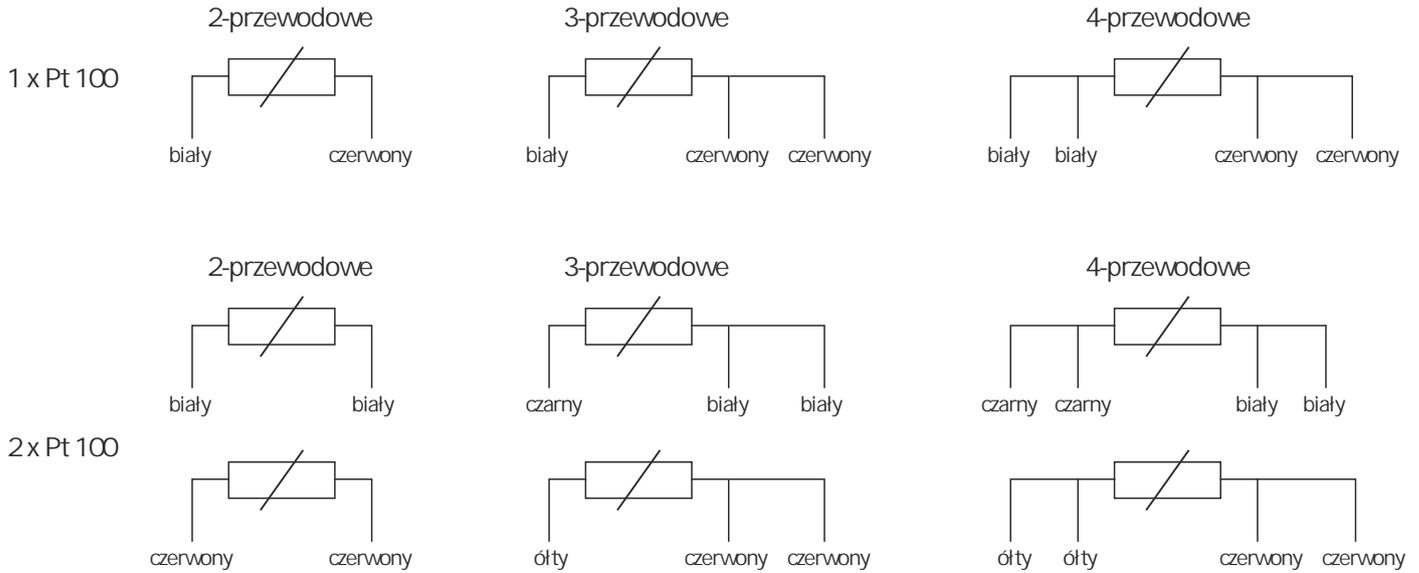 2-przewodowe 3-przewodowe 4-przewodowe
1 x Pt 100
biały czerwony biały czerwony czerwony biały biały czerwony czerwony
2-przewodowe 3-przewodowe 4-przewodowe
biały biały czarny biały biały czarny czarny biały biały
2 x Pt 100
czerwony czerwony ółty czerwony czerwony ółty ółty czerwony czerwony